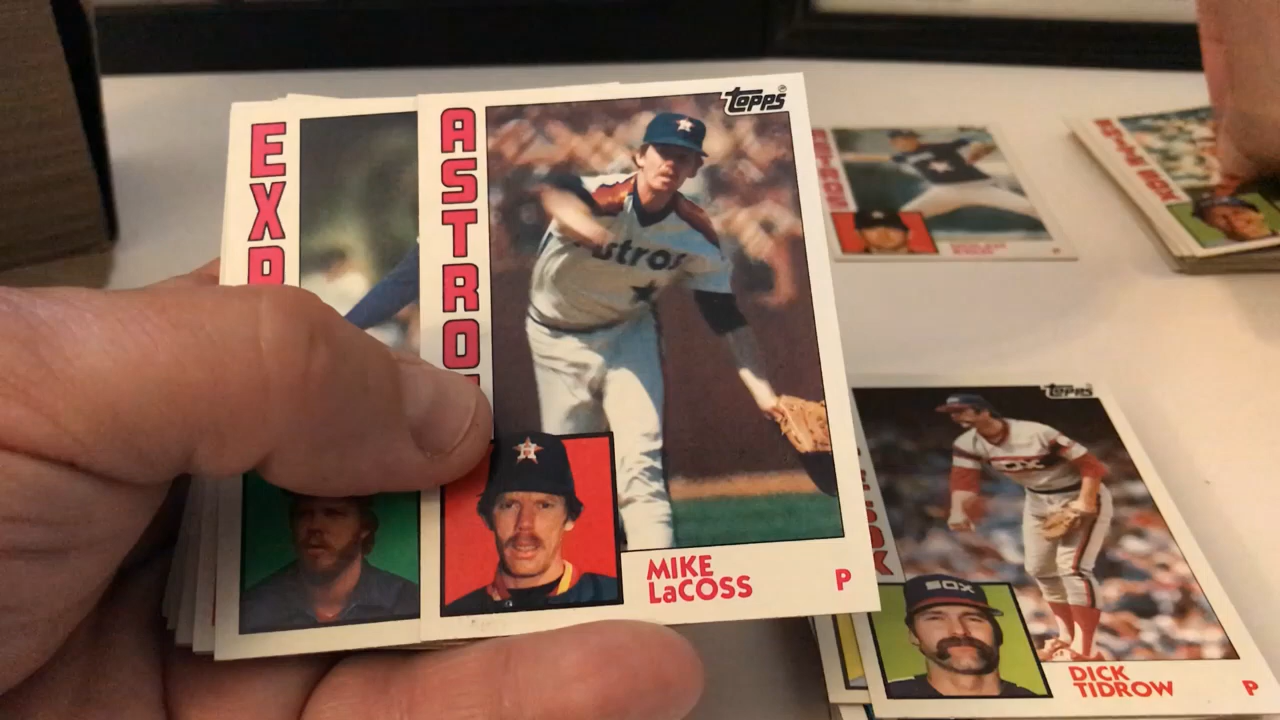 EXP
ASTRO
topps
Astros
MIKE
LaCOSS
P
topps
SOX
SOX
DICK
TIDROW
P